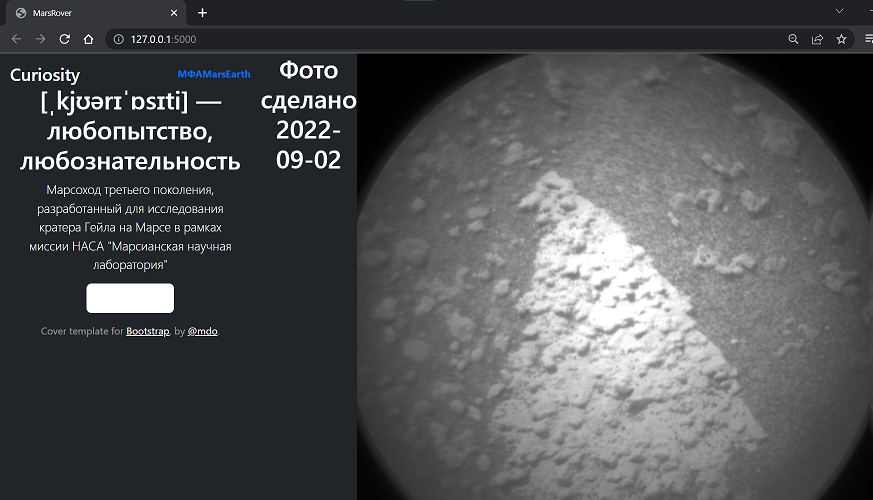 MarsRover
127.0.0.1:5000
Curiosity
МФАMarsEarth
[ˌkjʊərɪˈɒsɪti] —
любопытство,
любознательность
Марсоход третьего поколения,
разработанный для исследования
кратера Гейла на Марсе в рамках
миссии НАСА "Марсианская научная
лаборатория"
Cover template for Bootstrap, by @mdo.
Фото
сделано
2022-
09-02